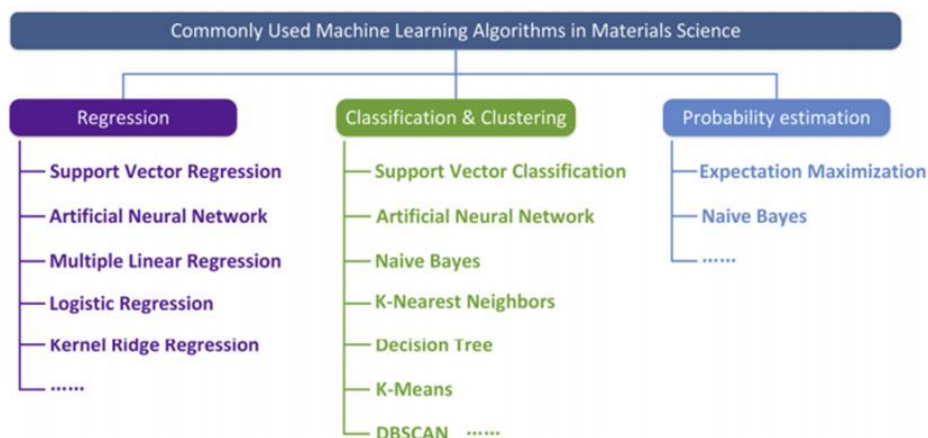 Commonly Used Machine Learning Algorithms in Materials Science
Regression
Support Vector Regression
Artificial Neural Network
Multiple Linear Regression
Logistic Regression
Kernel Ridge Regression
......
Classification & Clustering
Support Vector Classification
Artificial Neural Network
Naive Bayes
K-Nearest Neighbors
Decision Tree
K-Means
DBSCAN ......
Probability estimation
Expectation Maximization
Naive Bayes
......